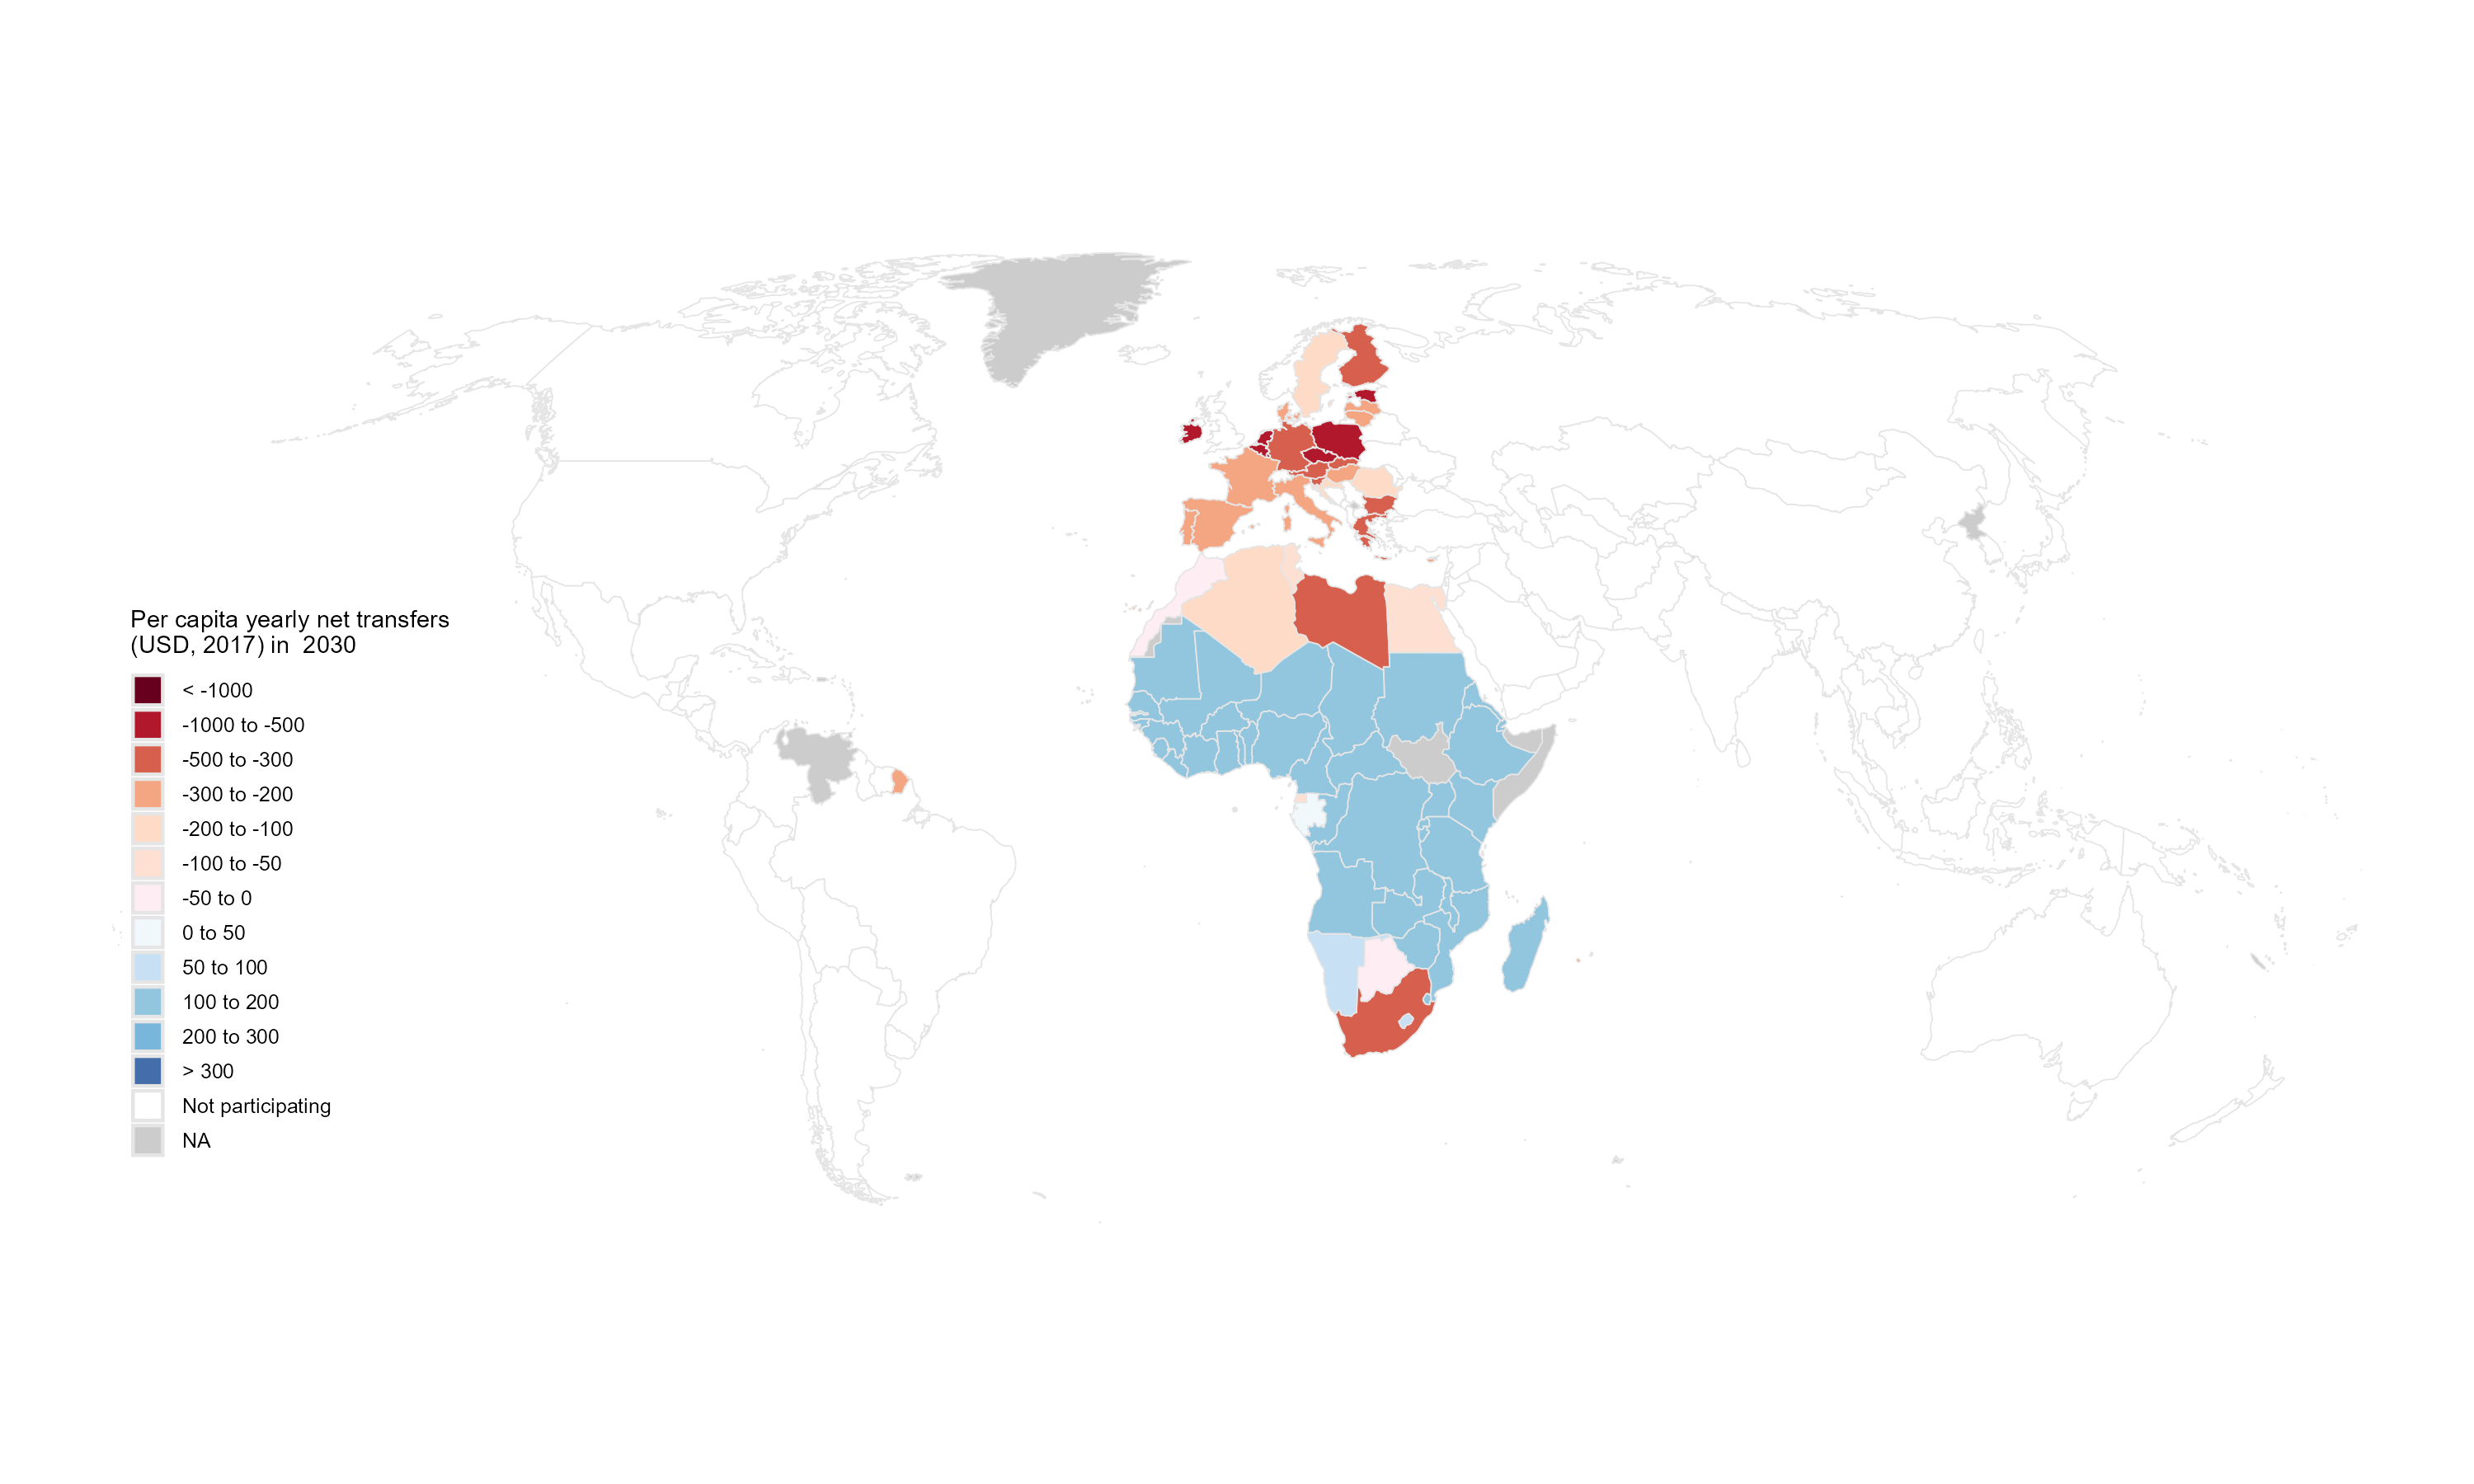 Per capita yearly net transfers
(USD, 2017) in  2030
< -1000
-1000 to -500
-500 to -300
-300 to -200
-200 to -100
-100 to -50
-50 to 0
0 to 50
50 to 100
100 to 200
200 to 300
> 300
Not participating
NA